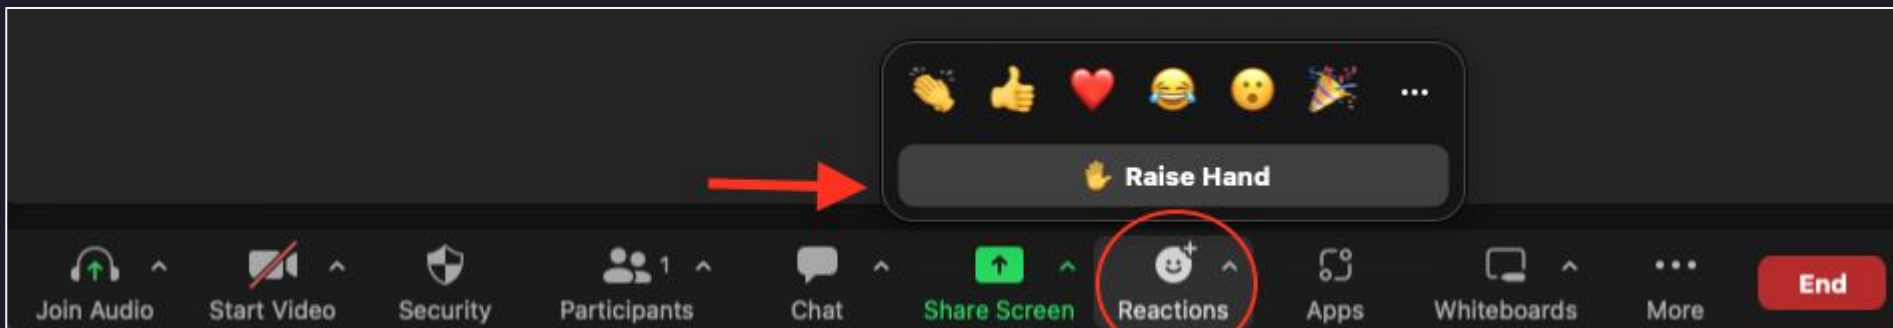 Raise Hand
1
Join Audio Start Video Security Participants Chat Share Screen Reactions Apps Whiteboards More End